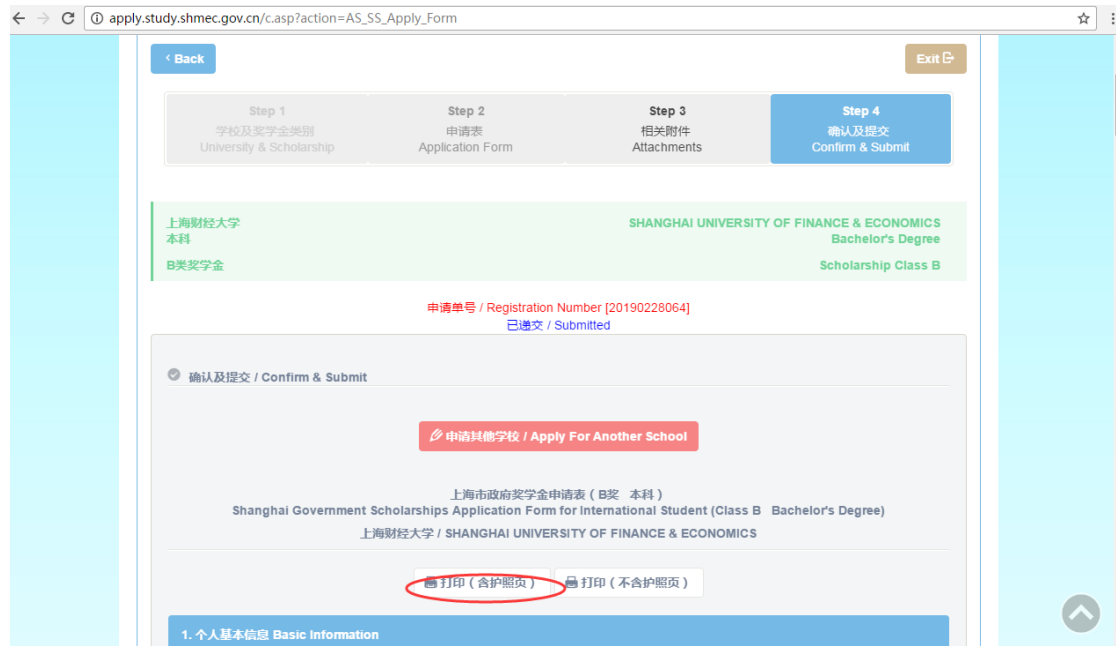 apply.study.shmec.gov.cn/c.asp?action=AS_SS_Apply_Form
Back
Exit
Step 1
学校及奖学金类别
University & Scholarship
Step 2
申请表
Application Form
Step 3
相关附件
Attachments
Step 4
确认及提交
Confirm & Submit
上海财经大学
SHANGHAI UNIVERSITY OF FINANCE & ECONOMICS
本科
Bachelor's Degree
B类奖学金
Scholarship Class B
申请单号 / Registration Number [20190228064]
已递交 / Submitted
确认及提交 / Confirm & Submit
申请其他学校 / Apply For Another School
上海市政府奖学金申请表（B奖 本科）
Shanghai Government Scholarships Application Form for International Student (Class B Bachelor's Degree)
上海财经大学 / SHANGHAI UNIVERSITY OF FINANCE & ECONOMICS
打印（含护照页） 打印（不含护照页）
1. 个人基本信息 Basic Information